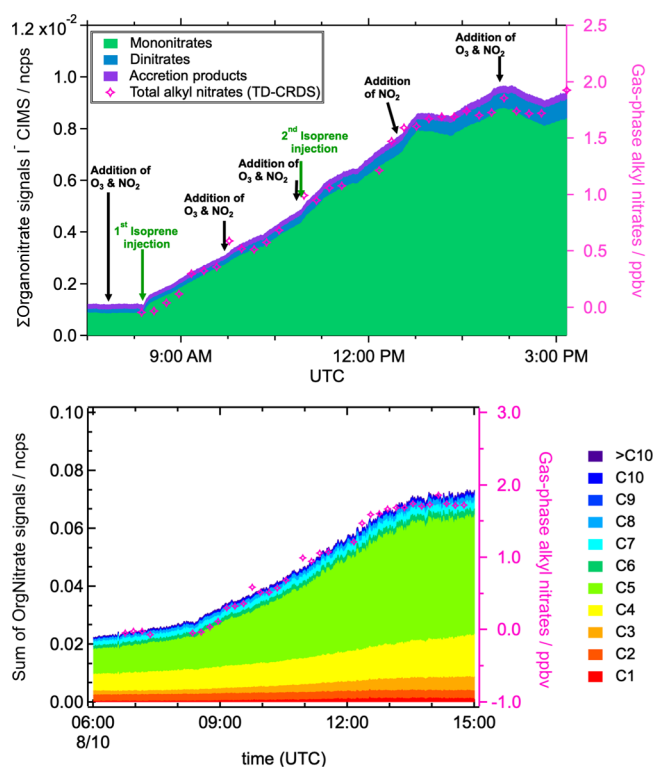 1.2 x10⁻²
1.0
0.8
0.6
0.4
0.2
0.0
ΣOrganonitrate signals I⁻ CIMS / ncps
Mononitrates
Dinitrates
Accretion products
Total alkyl nitrates (TD-CRDS)
Addition of
O₃ & NO₂
1ˢᵗ Isoprene
injection
Addition of
O₃ & NO₂
Addition of
O₃ & NO₂
2ⁿᵈ Isoprene
injection
Addition
of NO₂
Addition of
O₃ & NO₂
2.5
2.0
1.5
1.0
0.5
0.0
Gas-phase alkyl nitrates / ppbv
9:00 AM
12:00 PM
3:00 PM
UTC
0.10
0.08
0.06
0.04
0.02
0.00
Sum of OrgNitrate signals / ncps
3.0
2.0
1.0
0.0
-1.0
Gas-phase alkyl nitrates / ppbv
06:00
8/10
09:00
12:00
15:00
time (UTC)
>C10
C10
C9
C8
C7
C6
C5
C4
C3
C2
C1